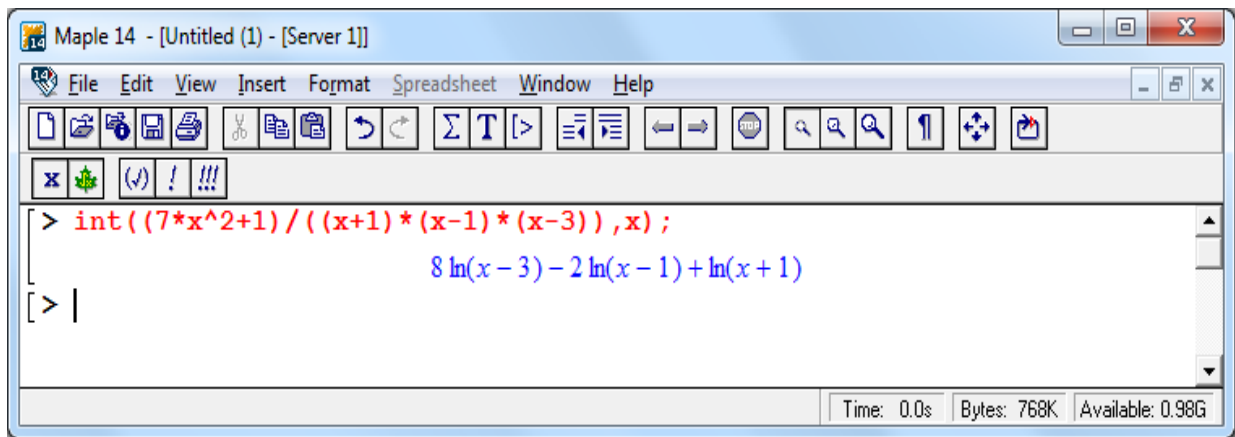 Maple 14 - [Untitled (1) - [Server 1]]
File Edit View Insert Format Spreadsheet Window Help
Σ T [>
STOP
x (√) ! !!!
[> int((7*x^2+1)/((x+1)*(x-1)*(x-3)),x);
8 ln(x − 3) − 2 ln(x − 1) + ln(x + 1)
[>
Time: 0.0s Bytes: 768K Available: 0.98G